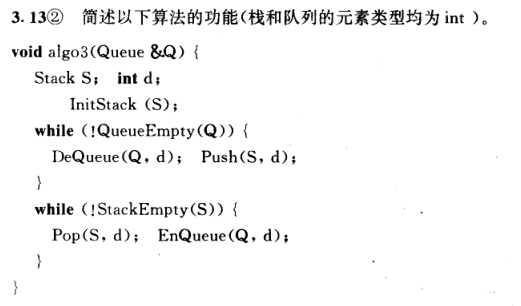 3.13② 简述以下算法的功能(栈和队列的元素类型均为 int )。
void algo3(Queue &Q) {
Stack S; int d;
InitStack (S);
while (!QueueEmpty(Q)) {
DeQueue(Q, d); Push(S, d);
}
while (!StackEmpty(S)) {
Pop(S, d); EnQueue(Q, d);
}
}